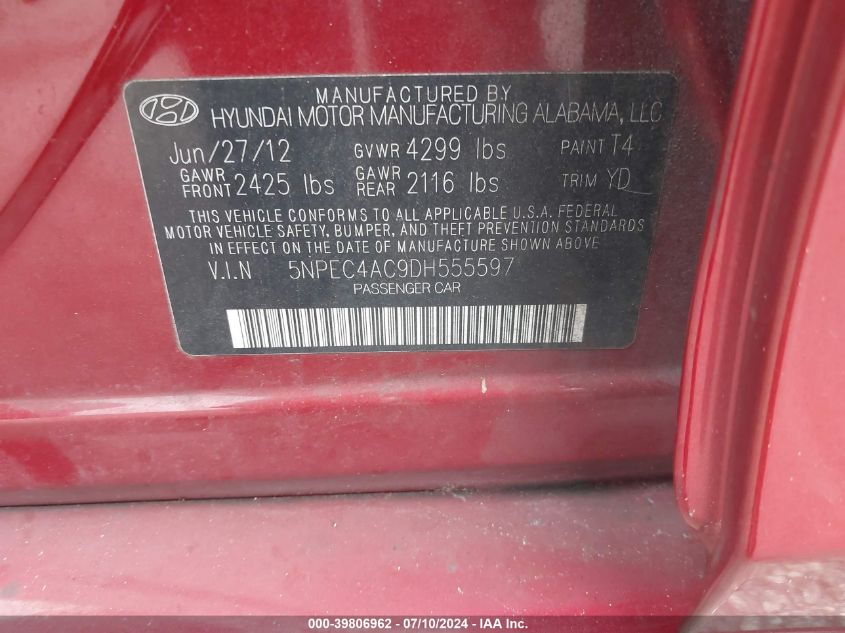 MANUFACTURED BY
HYUNDAI MOTOR MANUFACTURING ALABAMA, LLC
Jun/27/12 GVWR 4299 lbs PAINT T4
GAWR FRONT 2425 lbs GAWR REAR 2116 lbs TRIM YD
THIS VEHICLE CONFORMS TO ALL APPLICABLE U.S.A. FEDERAL
MOTOR VEHICLE SAFETY, BUMPER, AND THEFT PREVENTION STANDARDS
IN EFFECT ON THE DATE OF MANUFACTURE SHOWN ABOVE.
V.I.N 5NPEC4AC9DH555597
PASSENGER CAR
000-39806962 - 07/10/2024 - IAA Inc.